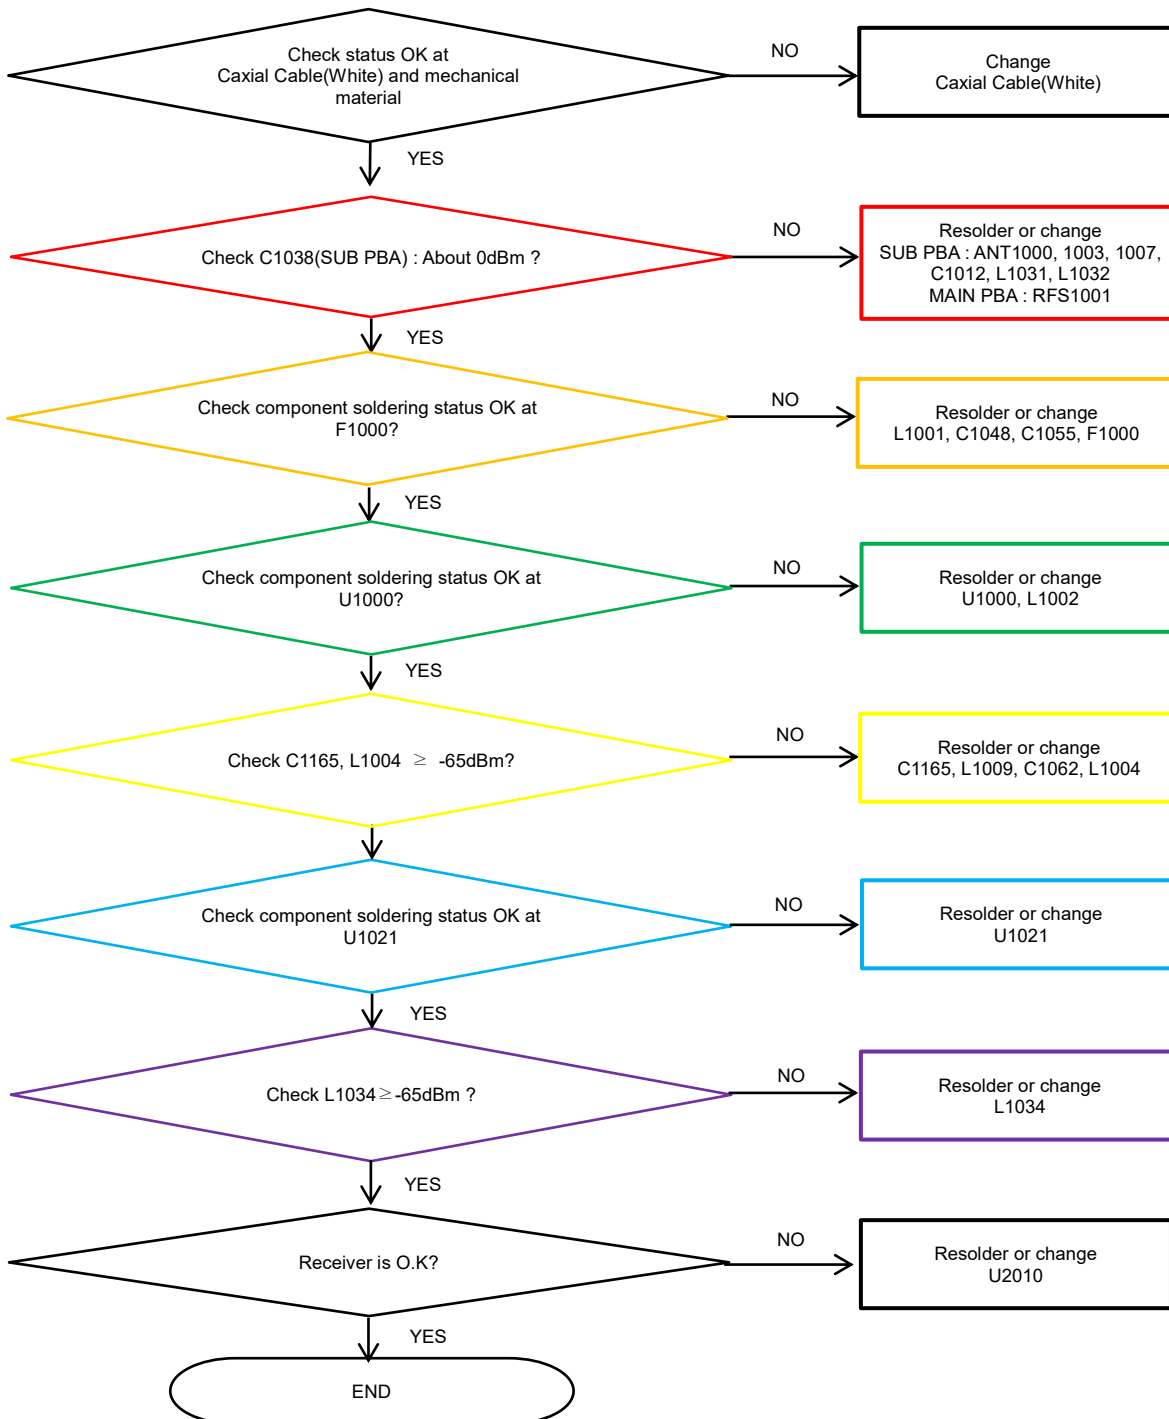 Check status OK at
Caxial Cable(White) and mechanical
material
NO
Change
Caxial Cable(White)
YES
Check C1038(SUB PBA) : About 0dBm ?
NO
Resolder or change
SUB PBA : ANT1000, 1003, 1007,
C1012, L1031, L1032
MAIN PBA : RFS1001
YES
Check component soldering status OK at
F1000?
NO
Resolder or change
L1001, C1048, C1055, F1000
YES
Check component soldering status OK at
U1000?
NO
Resolder or change
U1000, L1002
YES
Check C1165, L1004 ≥ -65dBm?
NO
Resolder or change
C1165, L1009, C1062, L1004
Check component soldering status OK at
U1021
NO
Resolder or change
U1021
YES
Check L1034≥-65dBm ?
NO
Resolder or change
L1034
YES
Receiver is O.K?
NO
Resolder or change
U2010
YES
END